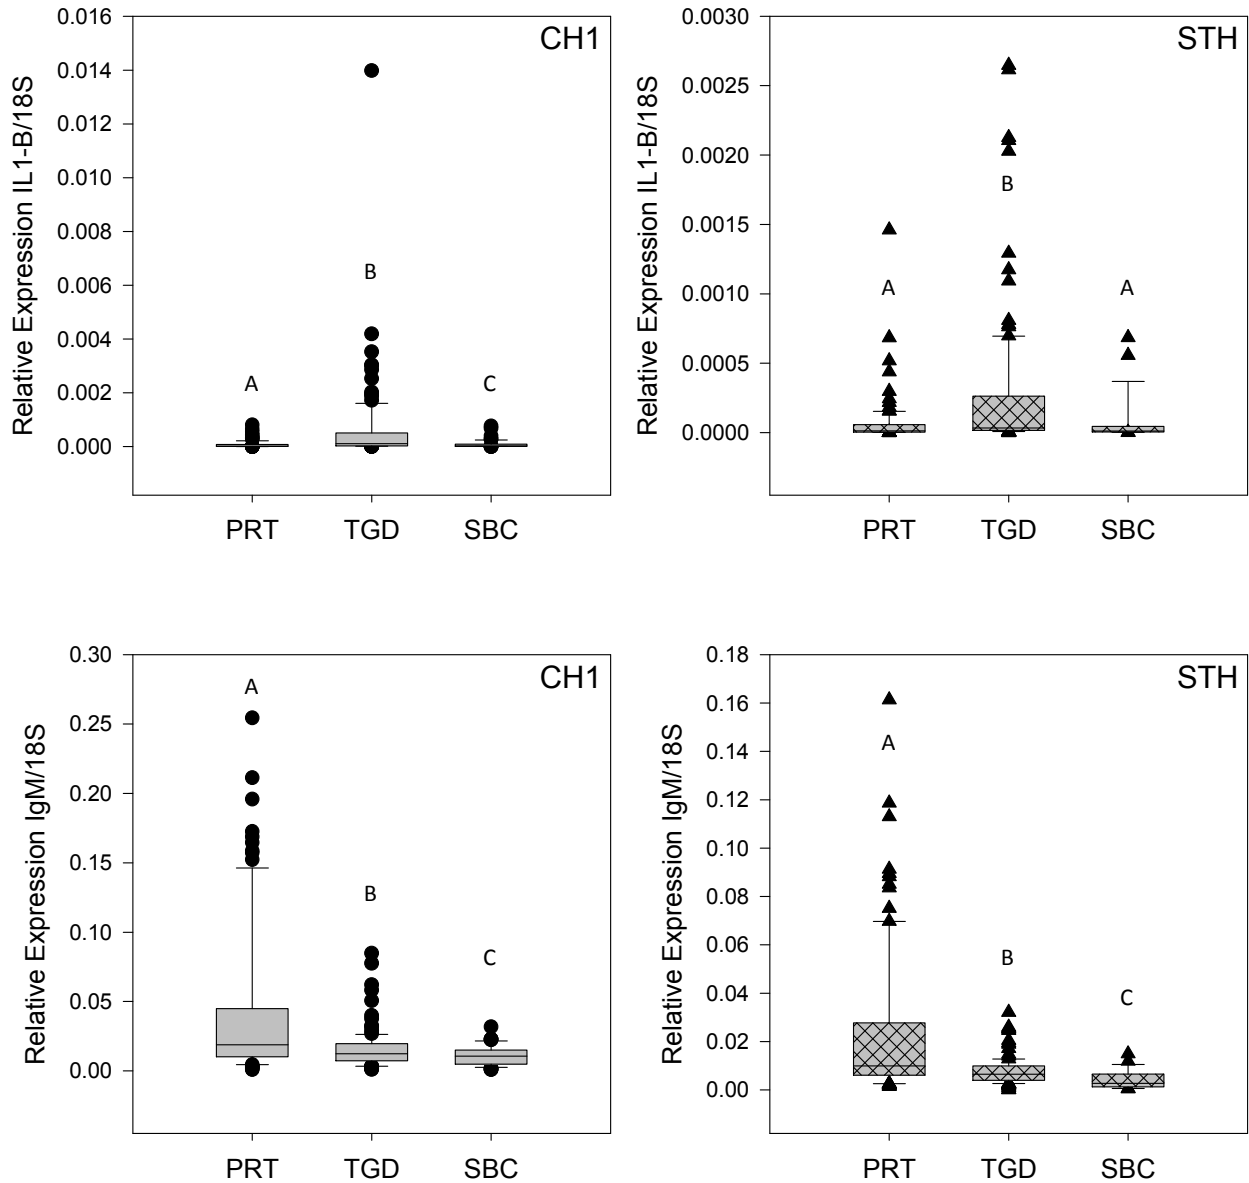 Relative Expression IL1-B/18S
0.016
0.014
0.012
0.010
0.008
0.006
0.004
0.002
0.000
CH1
A
B
C
PRT TGD SBC
Relative Expression IL1-B/18S
0.0030
0.0025
0.0020
0.0015
0.0010
0.0005
0.0000
STH
A
B
A
PRT TGD SBC
Relative Expression IgM/18S
0.30
0.25
0.20
0.15
0.10
0.05
0.00
CH1
A
B
C
PRT TGD SBC
Relative Expression IgM/18S
0.18
0.16
0.14
0.12
0.10
0.08
0.06
0.04
0.02
0.00
STH
A
B
C
PRT TGD SBC